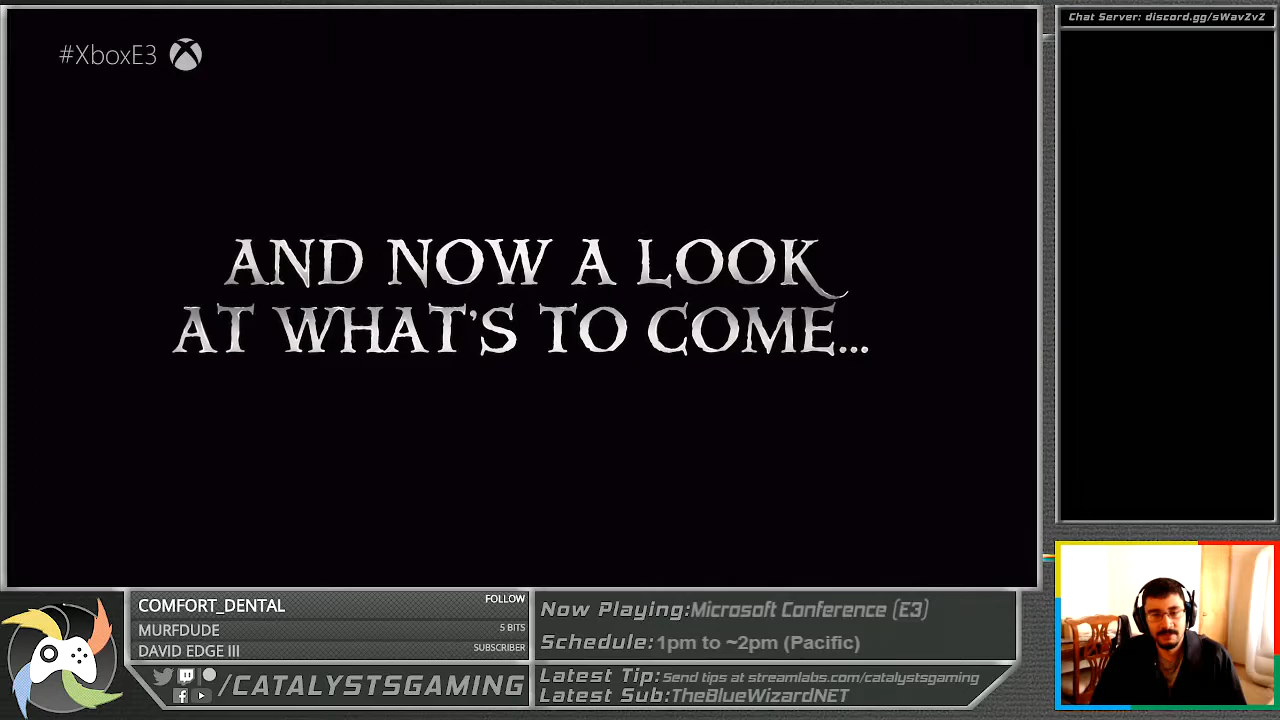 #XboxE3
Chat Server: discord.gg/sWavZvZ
AND NOW A LOOK
AT WHAT'S TO COME...
COMFORT_DENTAL FOLLOW
MURFDUDE 5 BITS
DAVID EDGE III SUBSCRIBER
/CATALYSTSGAMING
Now Playing:Microsoft Conference (E3)
Schedule:1pm to ~2pm (Pacific)
Latest Tip:Send tips at streamlabs.com/catalystsgaming
Latest Sub:TheBlueWizardNET